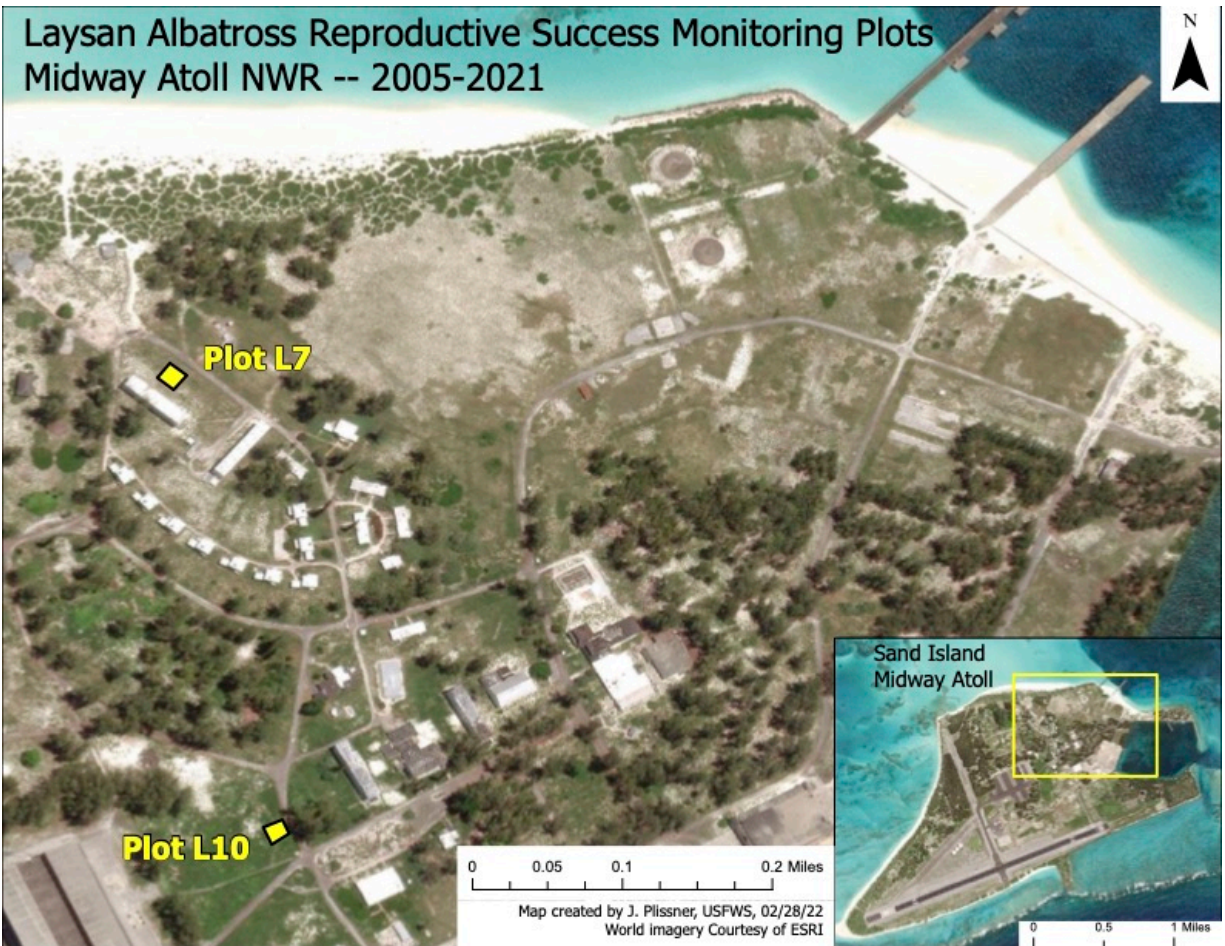 Laysan Albatross Reproductive Success Monitoring Plots
Midway Atoll NWR -- 2005-2021
N
Plot L7
Plot L10
Sand Island
Midway Atoll
0 0.05 0.1 0.2 Miles
Map created by J. Plissner, USFWS, 02/28/22
World imagery Courtesy of ESRI
0 0.5 1 Miles